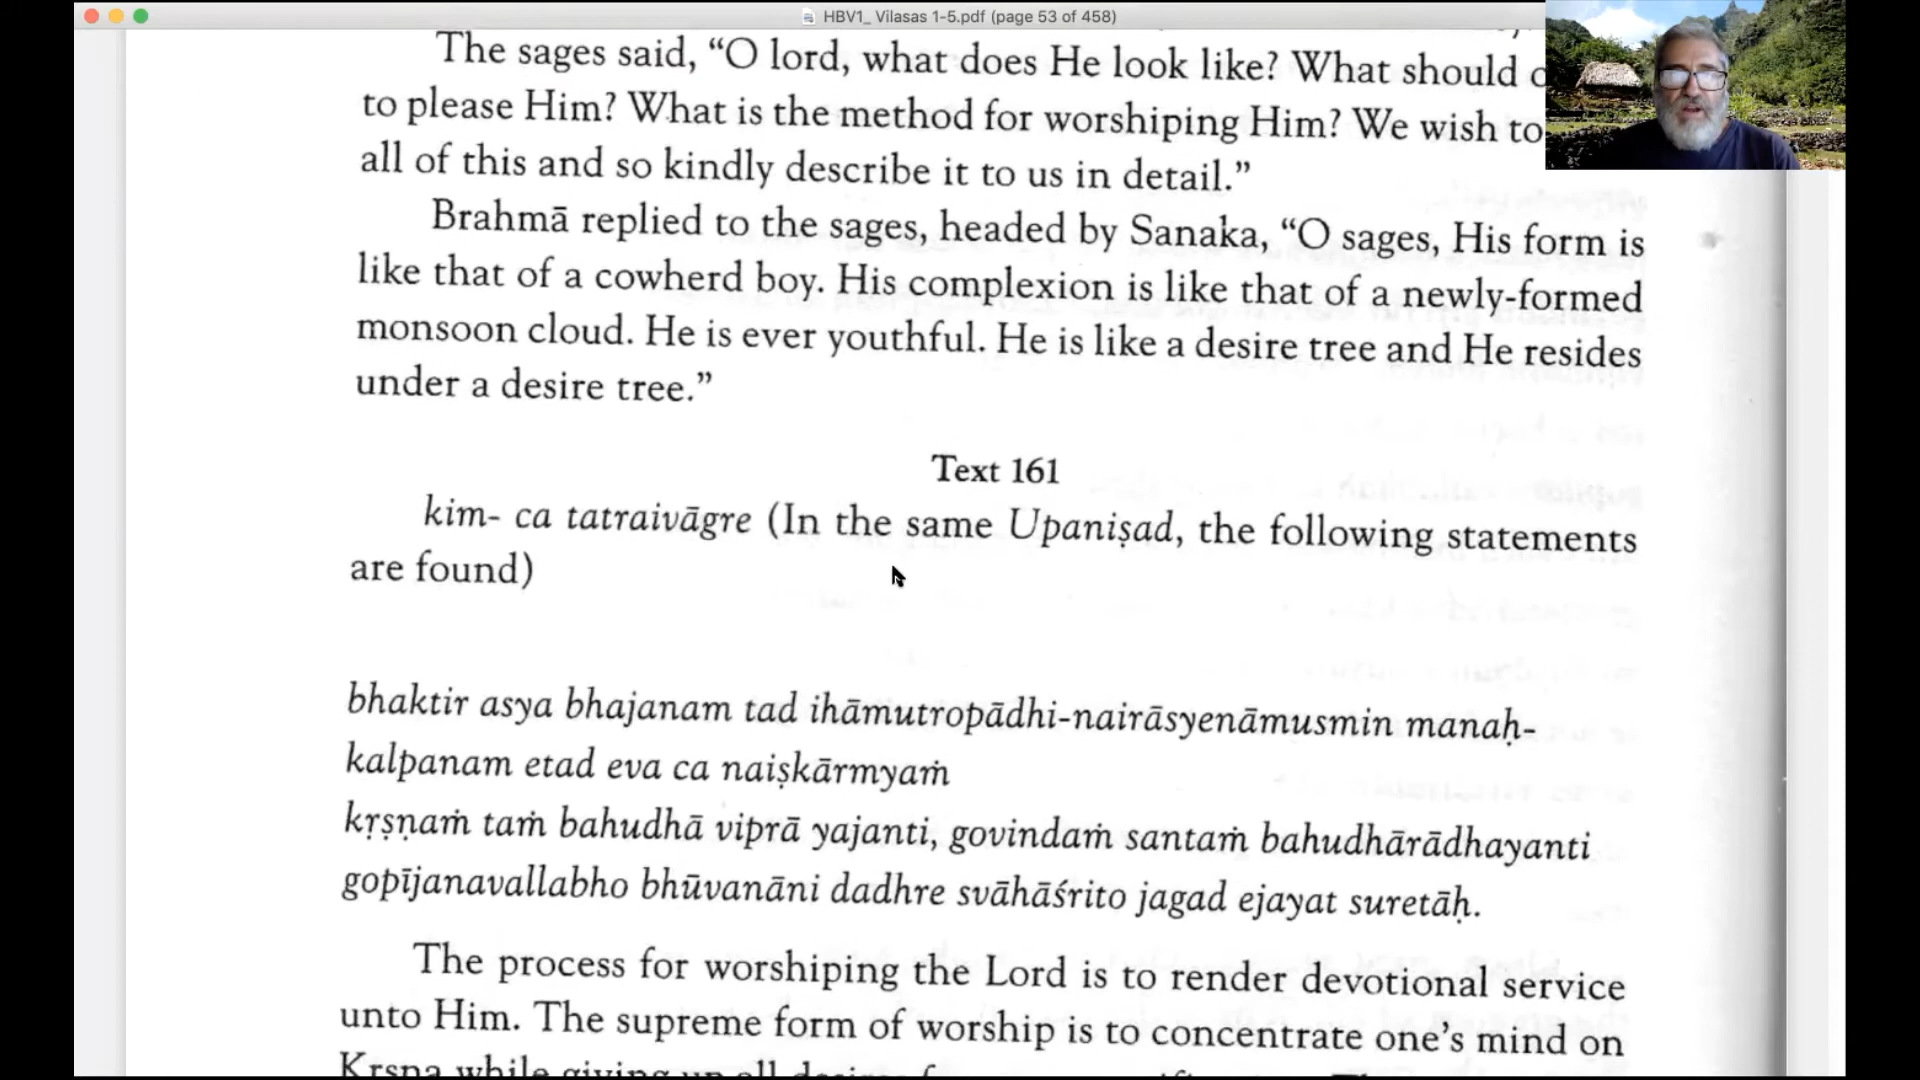 HBV1_ Vilasas 1-5.pdf (page 53 of 458)
The sages said, “O lord, what does He look like? What should
to please Him? What is the method for worshiping Him? We wish to
all of this and so kindly describe it to us in detail.”
Brahmā replied to the sages, headed by Sanaka, “O sages, His form is
like that of a cowherd boy. His complexion is like that of a newly-formed
monsoon cloud. He is ever youthful. He is like a desire tree and He resides
under a desire tree.”
Text 161
kim- ca tatraivāgre (In the same Upaniṣad, the following statements
are found)
bhaktir asya bhajanam tad ihāmutropādhi-nairāsyenāmusmin manaḥ-
kalpanam etad eva ca naiṣkārmyaṁ
kṛṣṇaṁ taṁ bahudhā viprā yajanti, govindaṁ santaṁ bahudhārādhayanti
gopījanavallabho bhūvanāni dadhre svāhāśrito jagad ejayat suretāḥ.
The process for worshiping the Lord is to render devotional service
unto Him. The supreme form of worship is to concentrate one’s mind on
Kṛṣṇa while giving up all